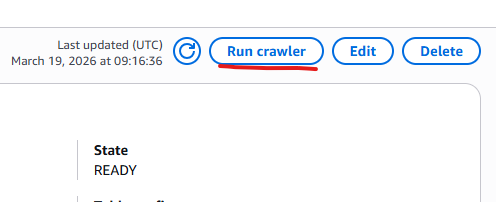 Last updated (UTC)
March 19, 2026 at 09:16:36
Run crawler
Edit
Delete
State
READY